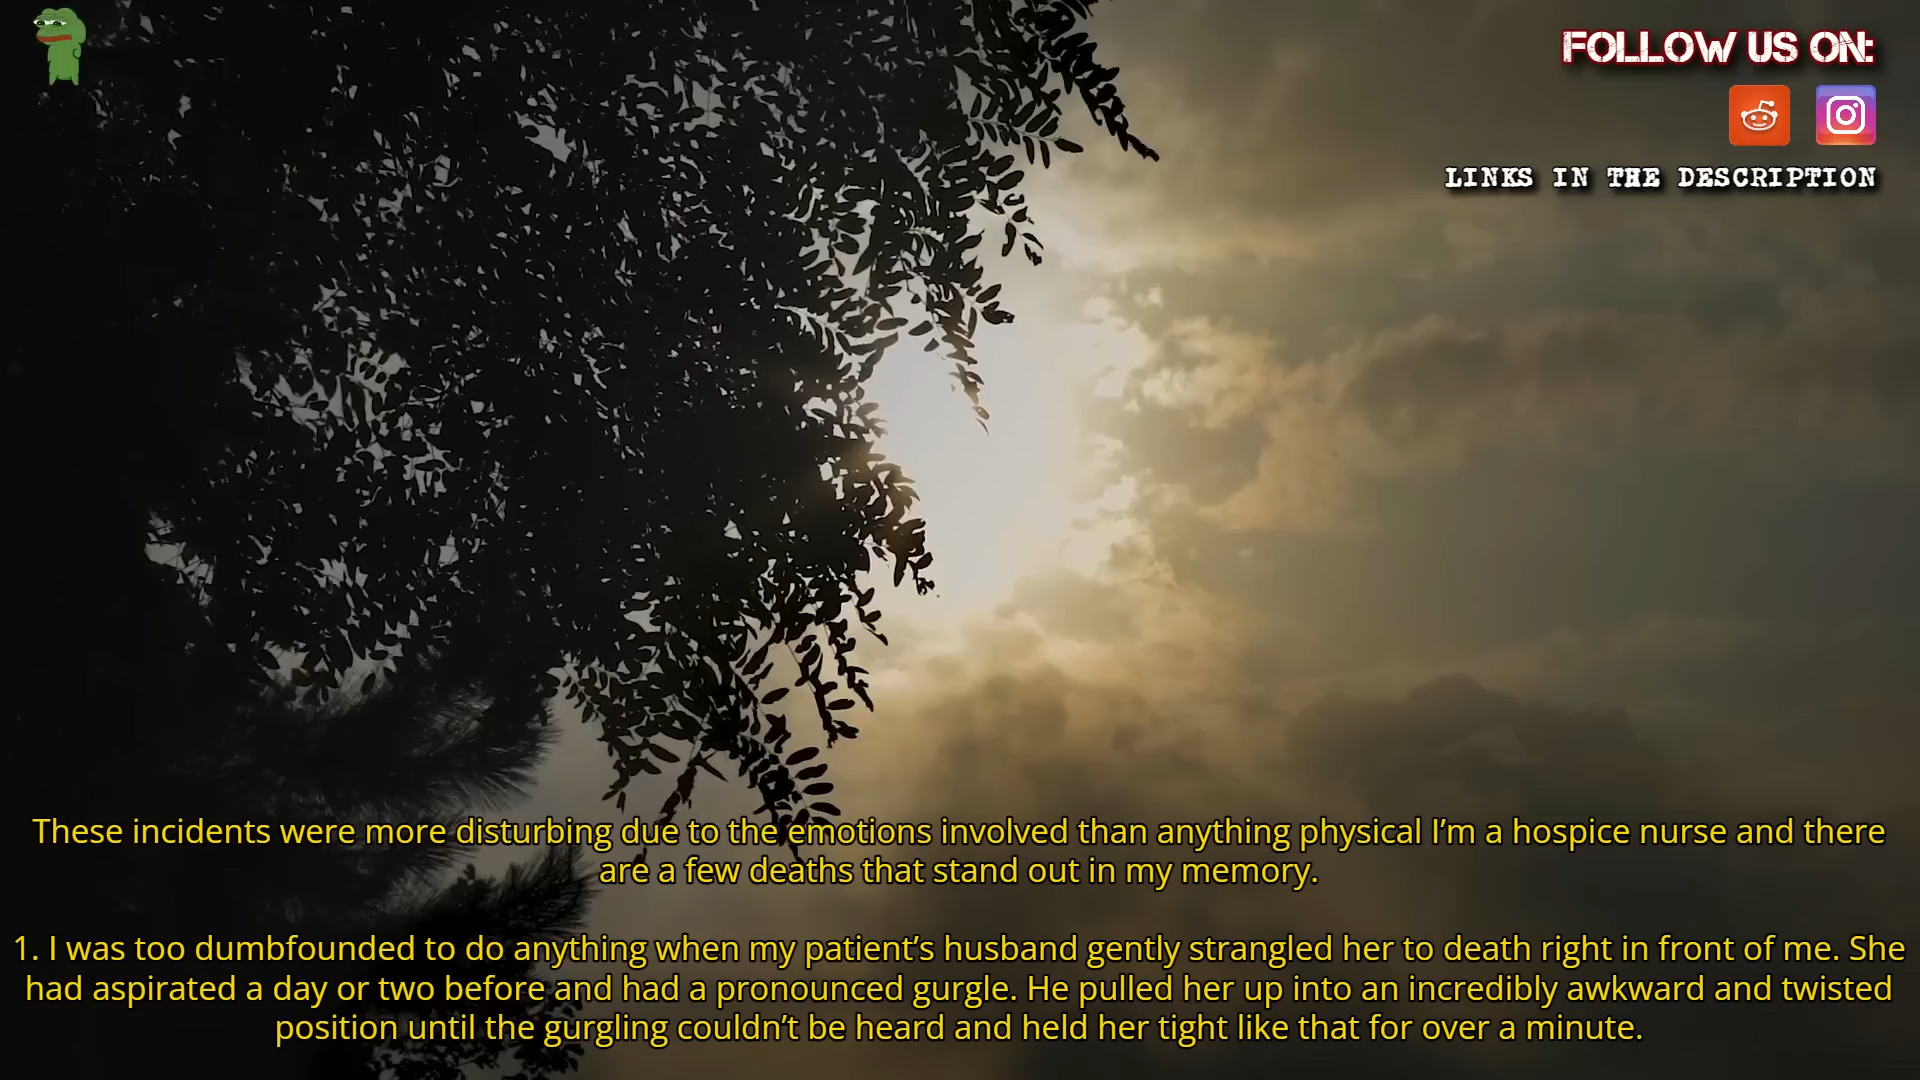 FOLLOW US ON:
LINKS IN THE DESCRIPTION
These incidents were more disturbing due to the emotions involved than anything physical I’m a hospice nurse and there
are a few deaths that stand out in my memory.
1. I was too dumbfounded to do anything when my patient’s husband gently strangled her to death right in front of me. She
had aspirated a day or two before and had a pronounced gurgle. He pulled her up into an incredibly awkward and twisted
position until the gurgling couldn’t be heard and held her tight like that for over a minute.